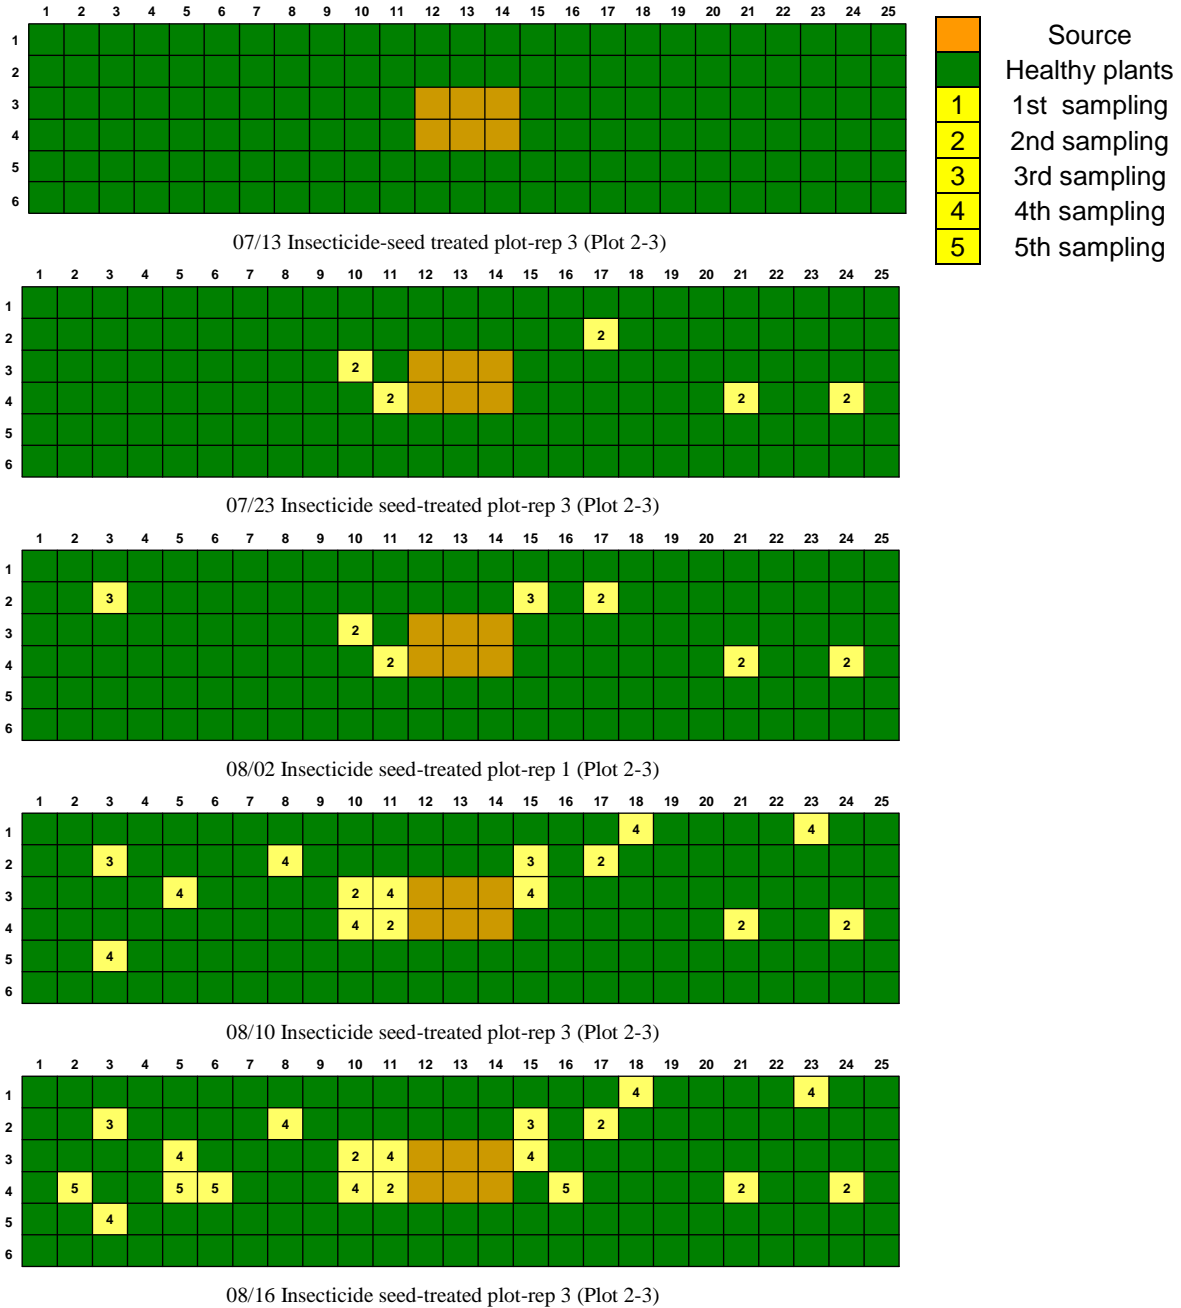 1 2 3 4 5 6 7 8 9 10 11 12 13 14 15 16 17 18 19 20 21 22 23 24 25
1
2
3
4
5
6
07/13 Insecticide-seed treated plot-rep 3 (Plot 2-3)
Source
Healthy plants
1 1st sampling
2 2nd sampling
3 3rd sampling
4 4th sampling
5 5th sampling
1 2 3 4 5 6 7 8 9 10 11 12 13 14 15 16 17 18 19 20 21 22 23 24 25
1
2 2
3 2
4 2 2 2
5
6
07/23 Insecticide seed-treated plot-rep 3 (Plot 2-3)
1 2 3 4 5 6 7 8 9 10 11 12 13 14 15 16 17 18 19 20 21 22 23 24 25
1
2 3 3 2
3 2
4 2 2 2
5
6
08/02 Insecticide seed-treated plot-rep 1 (Plot 2-3)
1 2 3 4 5 6 7 8 9 10 11 12 13 14 15 16 17 18 19 20 21 22 23 24 25
1 4 4
2 3 4 3 2
3 4 2 4 4
4 4 2 2 2
5 4
6
08/10 Insecticide seed-treated plot-rep 3 (Plot 2-3)
1 2 3 4 5 6 7 8 9 10 11 12 13 14 15 16 17 18 19 20 21 22 23 24 25
1 4 4
2 3 4 3 2
3 4 2 4 4
4 5 5 5 4 2 5 2 2
5 4
6
08/16 Insecticide seed-treated plot-rep 3 (Plot 2-3)